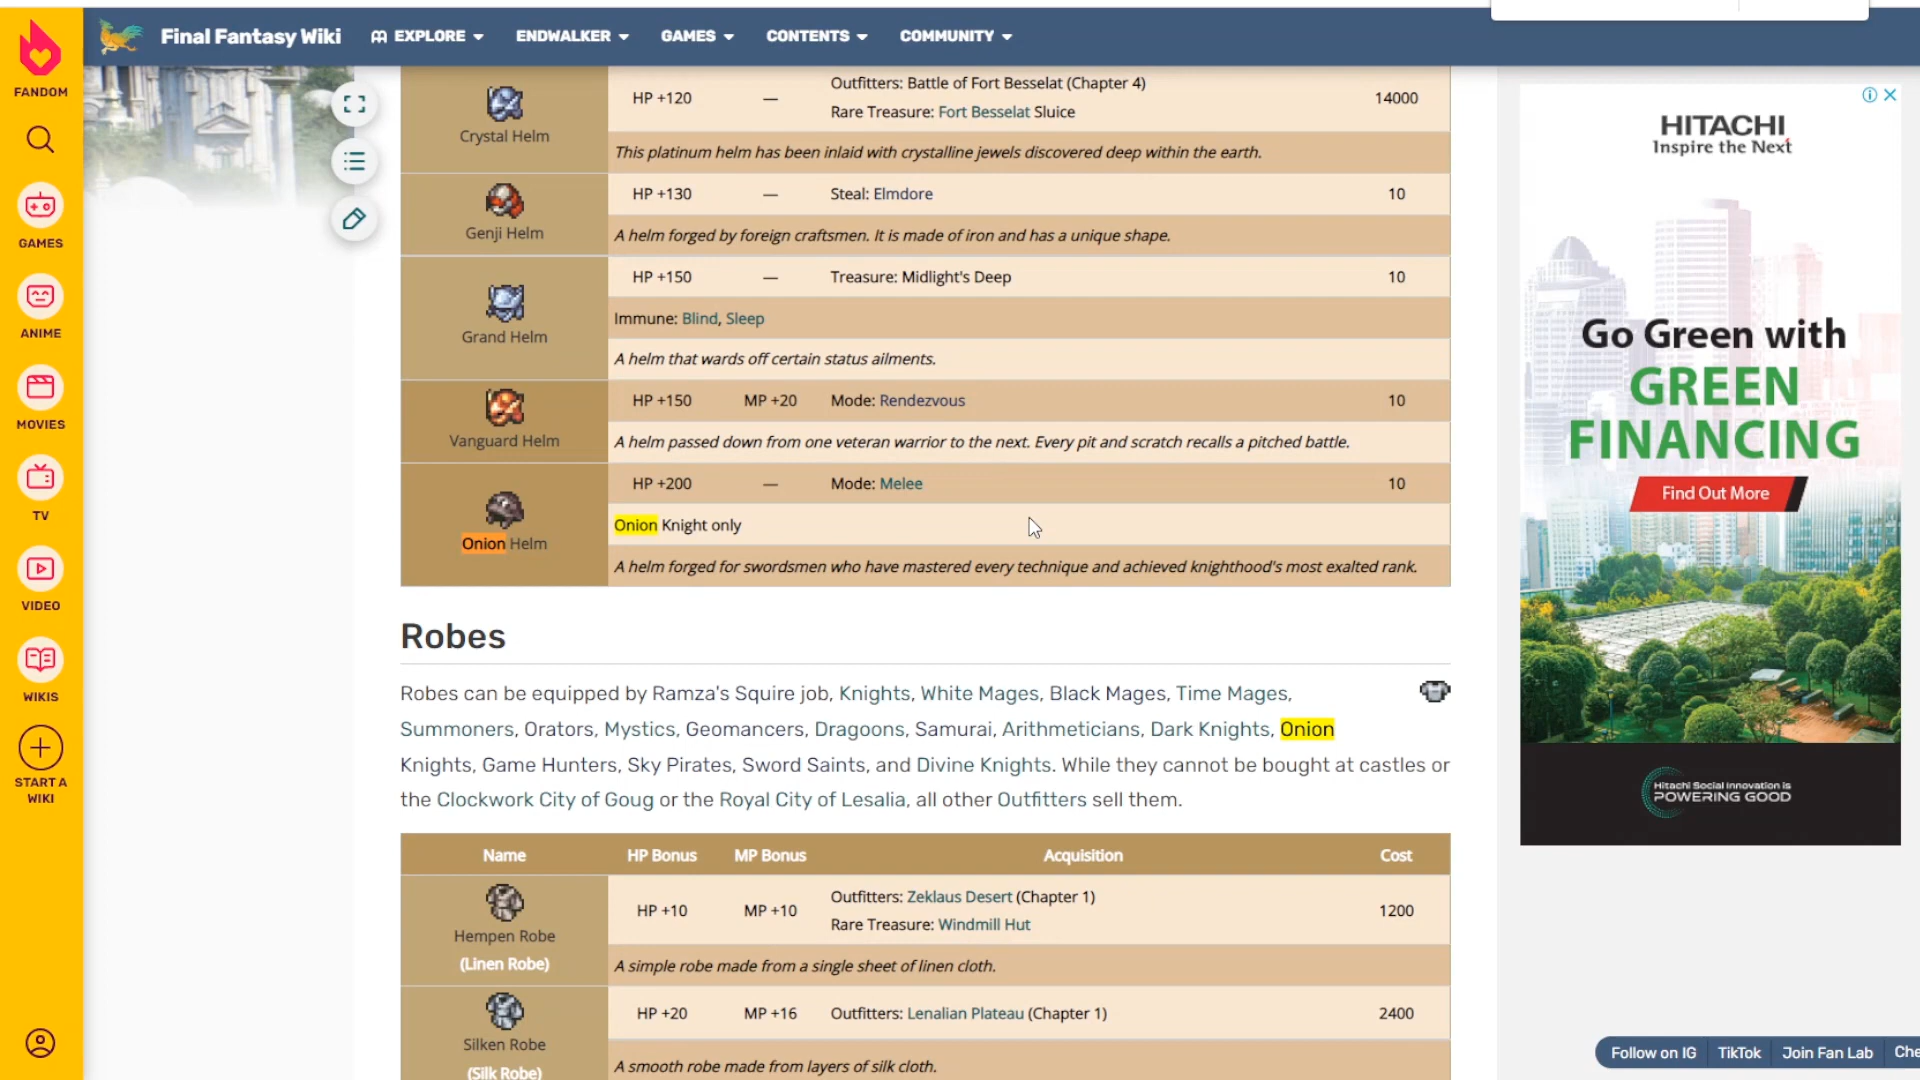 Final Fantasy Wiki EXPLORE ENDWALKER GAMES CONTENTS COMMUNITY
FANDOM
GAMES
ANIME
MOVIES
TV
VIDEO
WIKIS
START A
WIKI
Crystal Helm
HP +120 — Outfitters: Battle of Fort Besselat (Chapter 4)
Rare Treasure: Fort Besselat Sluice
14000
This platinum helm has been inlaid with crystalline jewels discovered deep within the earth.
Genji Helm
HP +130 — Steal: Elmdore 10
A helm forged by foreign craftsmen. It is made of iron and has a unique shape.
Grand Helm
HP +150 — Treasure: Midlight's Deep 10
Immune: Blind, Sleep
A helm that wards off certain status ailments.
Vanguard Helm
HP +150 MP +20 Mode: Rendezvous 10
A helm passed down from one veteran warrior to the next. Every pit and scratch recalls a pitched battle.
Onion Helm
HP +200 — Mode: Melee 10
Onion Knight only
A helm forged for swordsmen who have mastered every technique and achieved knighthood's most exalted rank.
Robes
Robes can be equipped by Ramza's Squire job, Knights, White Mages, Black Mages, Time Mages,
Summoners, Orators, Mystics, Geomancers, Dragoons, Samurai, Arithmeticians, Dark Knights, Onion
Knights, Game Hunters, Sky Pirates, Sword Saints, and Divine Knights. While they cannot be bought at castles or
the Clockwork City of Goug or the Royal City of Lesalia, all other Outfitters sell them.
Name HP Bonus MP Bonus Acquisition Cost
Hempen Robe
(Linen Robe)
HP +10 MP +10 Outfitters: Zeklaus Desert (Chapter 1)
Rare Treasure: Windmill Hut
1200
A simple robe made from a single sheet of linen cloth.
Silken Robe
(Silk Robe)
HP +20 MP +16 Outfitters: Lenalian Plateau (Chapter 1) 2400
A smooth robe made from layers of silk cloth.
HITACHI
Inspire the Next
Go Green with
GREEN
FINANCING
Find Out More
Hitachi Social Innovation is
POWERING GOOD
Follow on IG TikTok Join Fan Lab Che